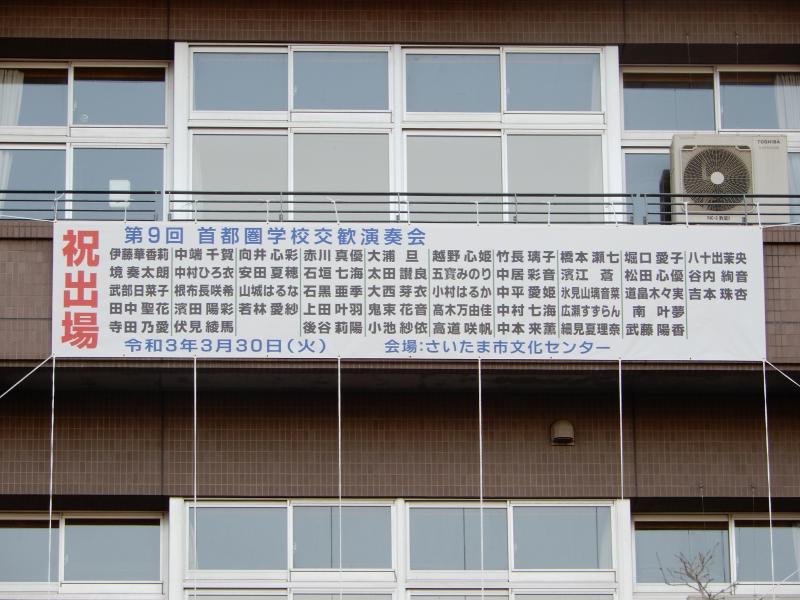 祝出場
第9回 首都圏学校交歓演奏会
伊藤華香莉 中端 千賀 向井 心彩 赤川 真優 大浦 旦 越野 心姫 竹長 璃子 橋本 瀬七 堀口 愛子 八十出茉央
境 奏太朗 中村ひろ衣 安田 夏穂 石垣 七海 太田 讃良 五寳みのり 中居 彩音 濱江 蒼 松田 心優 谷内 絢音
武部日菜子 根布長咲希 山城はるな 石黒 亜季 大西 芽衣 小村はるか 中平 愛姫 氷見山璃音菜 道畠木々実 吉本 珠杏
田中 聖花 濱田 陽彩 若林 愛紗 上田 叶羽 鬼束 花音 髙木万由佳 中村 七海 広瀬すずらん 南 叶夢
寺田 乃愛 伏見 綾馬 後谷 莉陽 小池 紗依 高道 咲帆 中本 来薫 細見夏理奈 武藤 陽香
令和3年3月30日(火) 会場:さいたま市文化センター
TOSHIBA